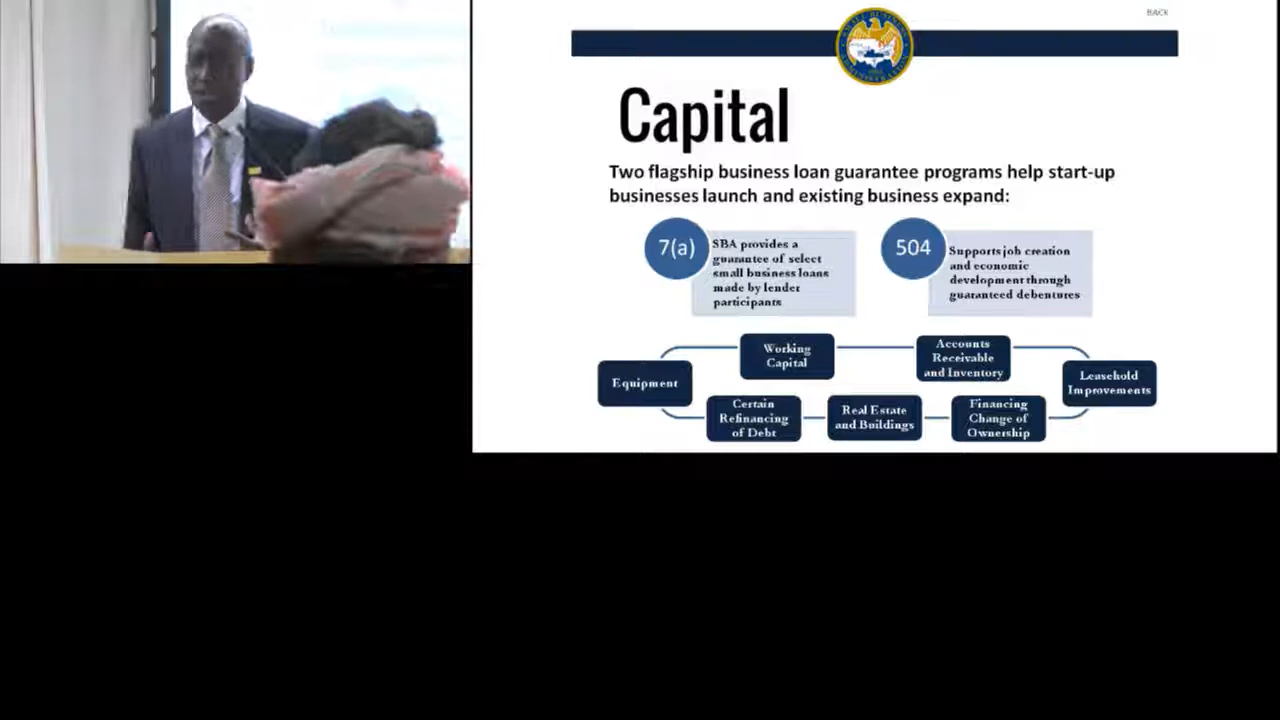 BACK
Capital
Two flagship business loan guarantee programs help start-up
businesses launch and existing business expand:
7(a)
SBA provides a
guarantee of select
small business loans
made by lender
participants
504
Supports job creation
and economic
development through
guaranteed debentures
Working
Capital
Accounts
Receivable
and Inventory
Equipment
Leasehold
Improvements
Certain
Refinancing
of Debt
Real Estate
and Buildings
Financing
Change of
Ownership